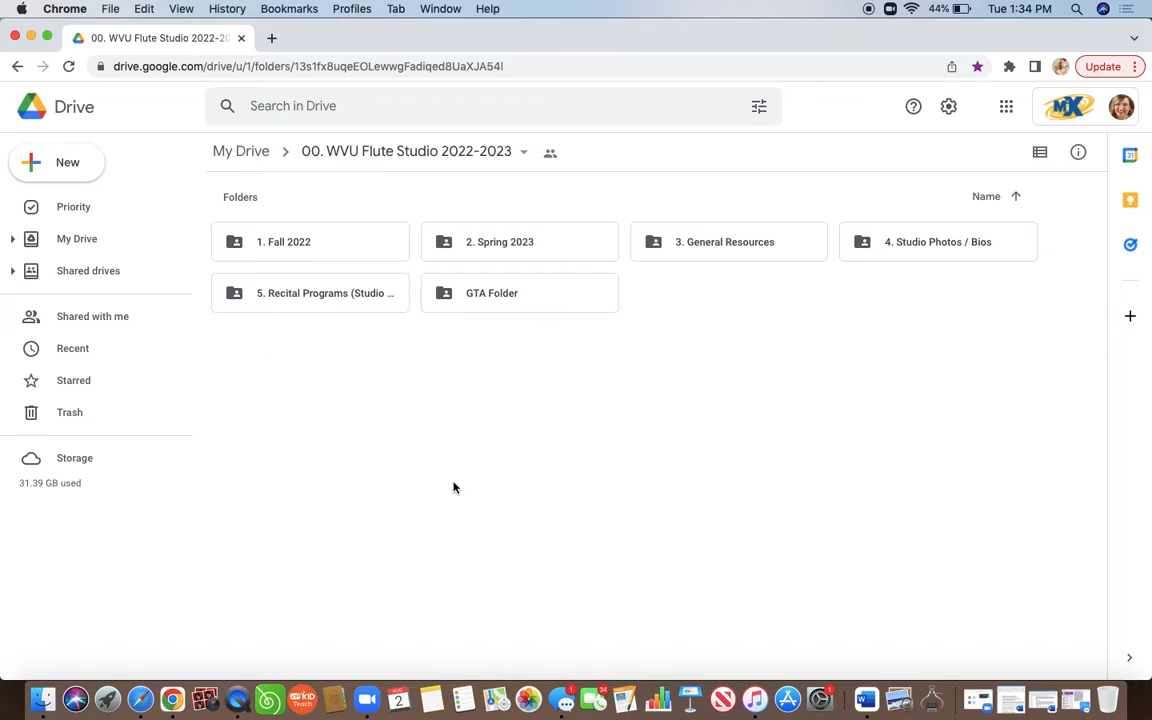 Chrome File Edit View History Bookmarks Profiles Tab Window Help 44% Tue 1:34 PM
00. WVU Flute Studio 2022-20
drive.google.com/drive/u/1/folders/13s1fx8uqeEOLewwgFadiqed8UaXJA54l Update
Drive Search in Drive MIX
My Drive 00. WVU Flute Studio 2022-2023
New
Folders Name
Priority
1. Fall 2022 2. Spring 2023 3. General Resources 4. Studio Photos / Bios
My Drive
Shared drives
5. Recital Programs (Studio ... GTA Folder
Shared with me
Recent
Starred
Trash
Storage
31.39 GB used